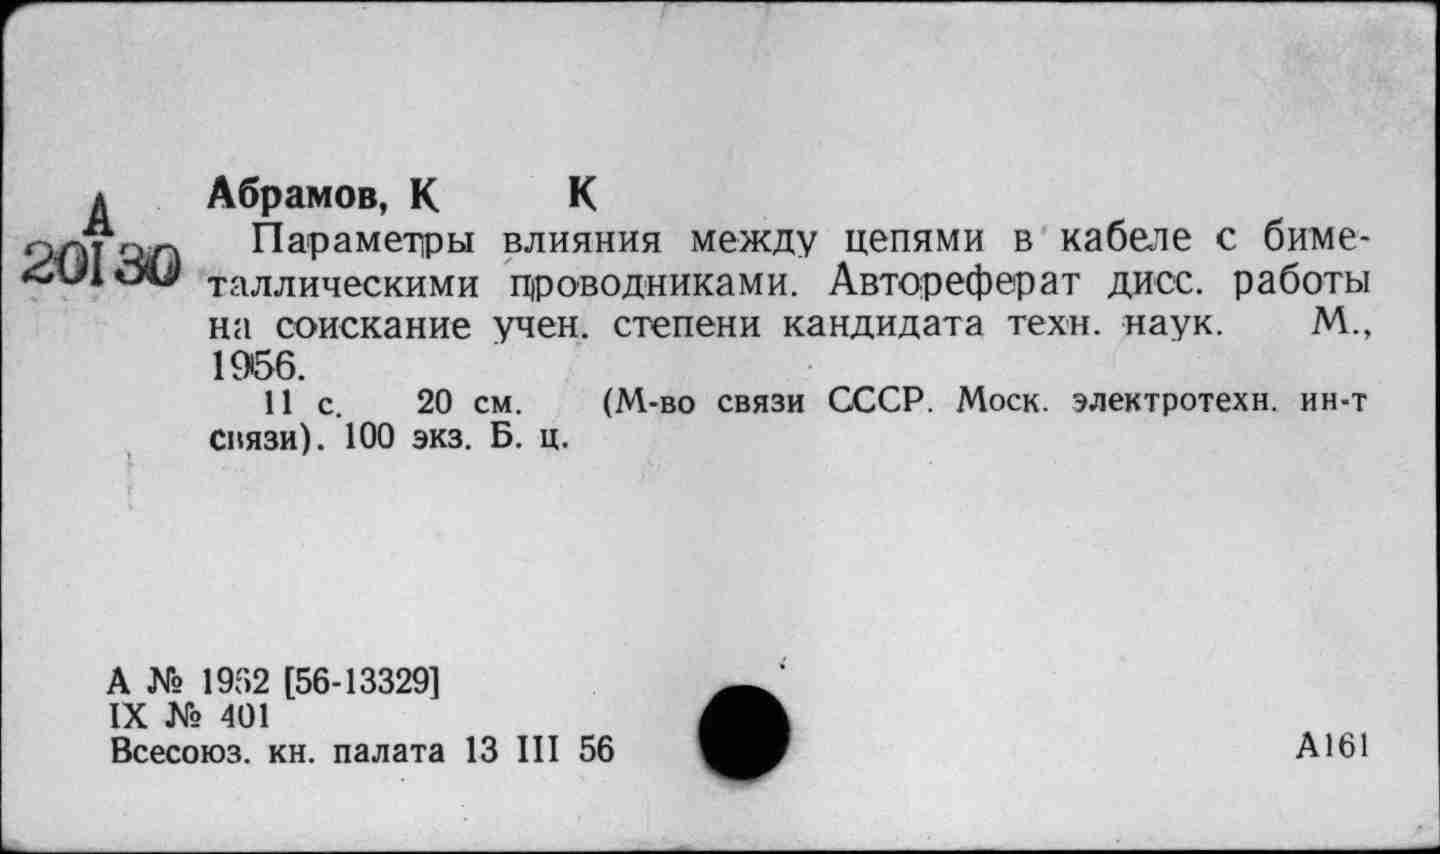 Абрамов, К К
А
20130
Параметры влияния между цепями в кабеле с биме-
таллическими проводниками. Автореферат дисс. работы
на соискание учен. степени кандидата техн. наук. М.,
1956.
11 с. 20 см. (М-во связи СССР. Моск. электротехн. ин-т
связи). 100 экз. Б. ц.
А № [56-13329]
IX № 401
Всесоюз. кн. палата 13 III 56
А161